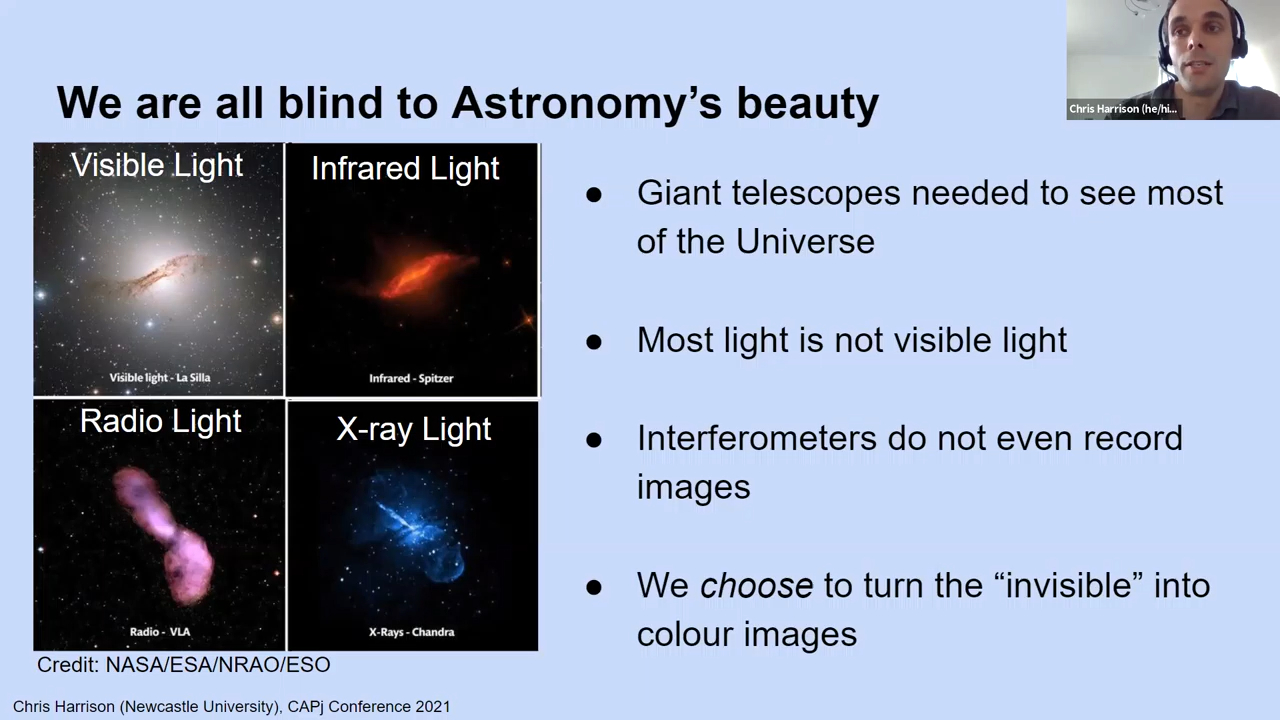 We are all blind to Astronomy’s beauty
Chris Harrison (he/hi...
Visible Light
Infrared Light
Visible light - La Silla
Infrared - Spitzer
Radio Light
X-ray Light
Radio - VLA
X-Rays - Chandra
Credit: NASA/ESA/NRAO/ESO
● Giant telescopes needed to see most
of the Universe
● Most light is not visible light
● Interferometers do not even record
images
● We choose to turn the “invisible” into
colour images
Chris Harrison (Newcastle University), CAPj Conference 2021